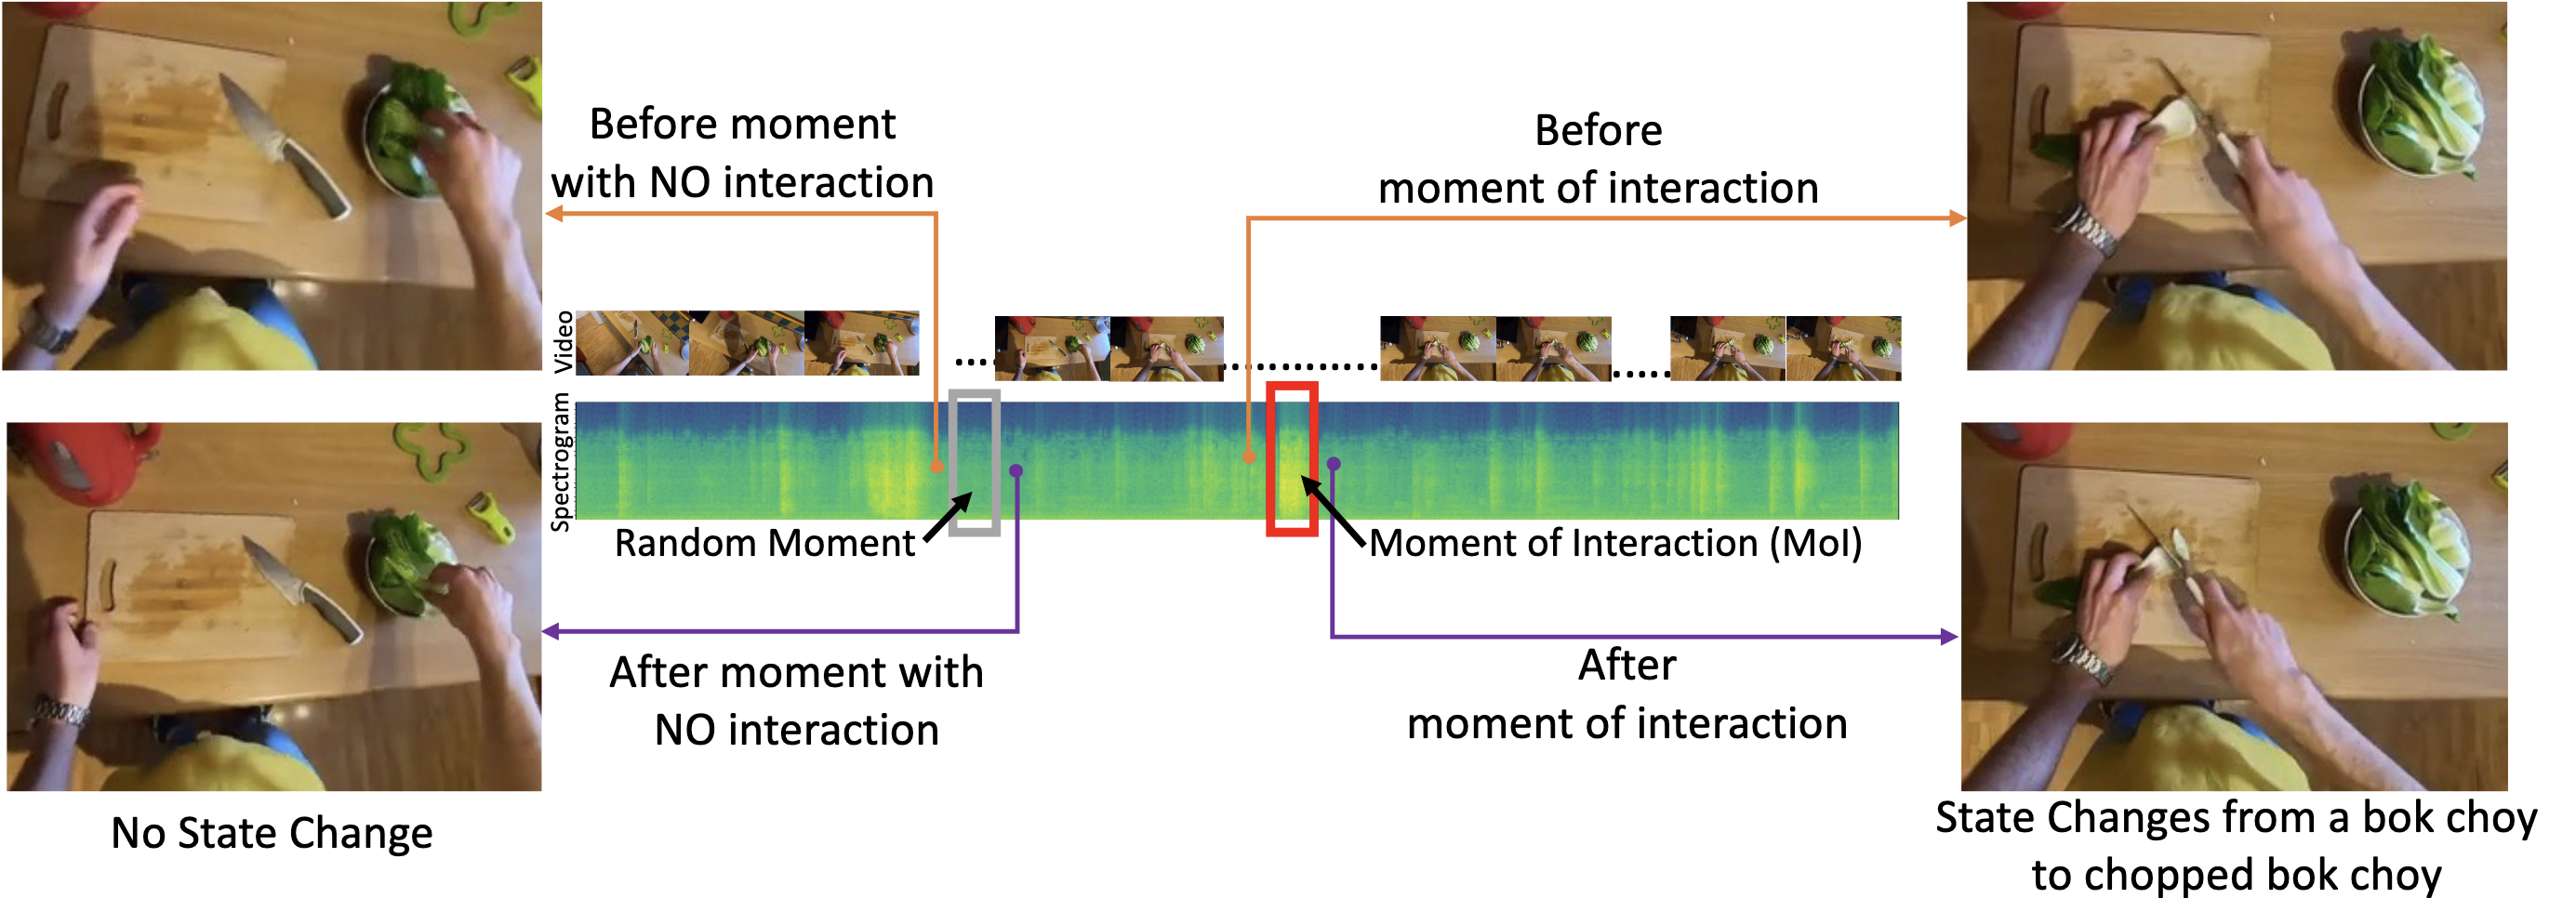 Before moment
with NO interaction
Before
moment of interaction
Video
Spectrogram
Random Moment
Moment of Interaction (MoI)
After moment with
NO interaction
After
moment of interaction
No State Change
State Changes from a bok choy
to chopped bok choy